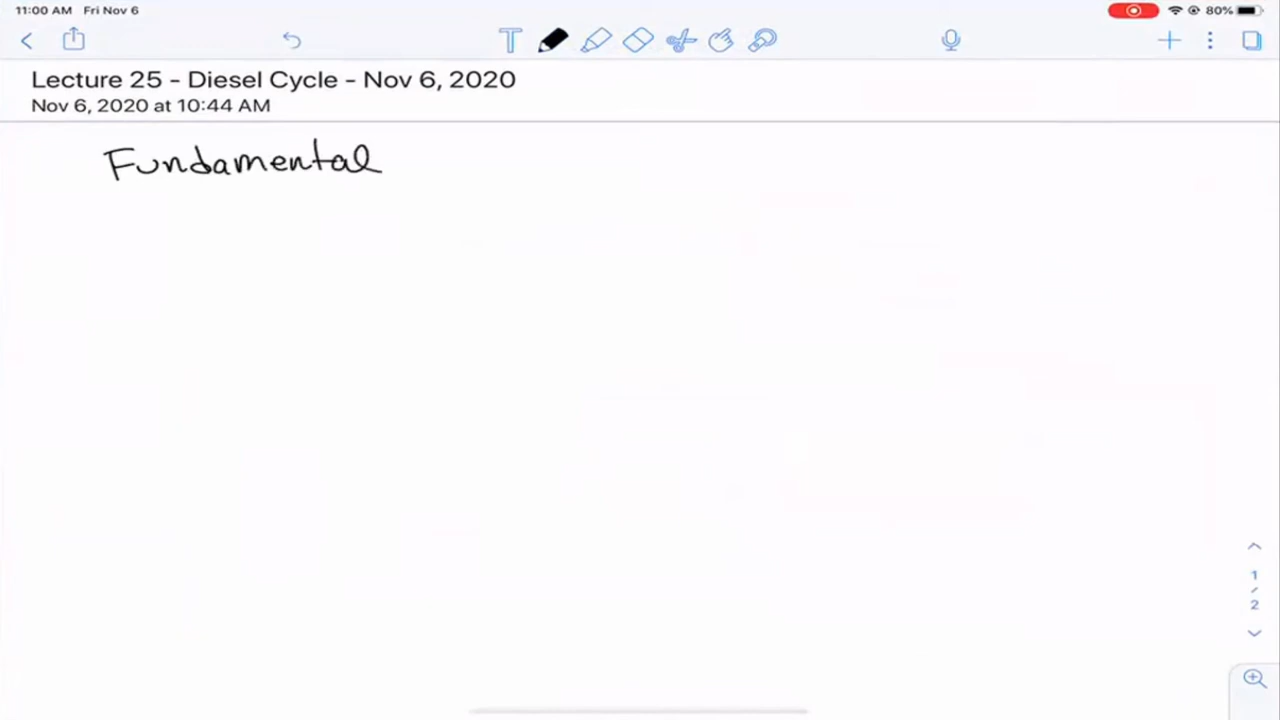 11:00 AM Fri Nov 6
80%
Lecture 25 - Diesel Cycle - Nov 6, 2020
Nov 6, 2020 at 10:44 AM
Fundamental
1
/
2